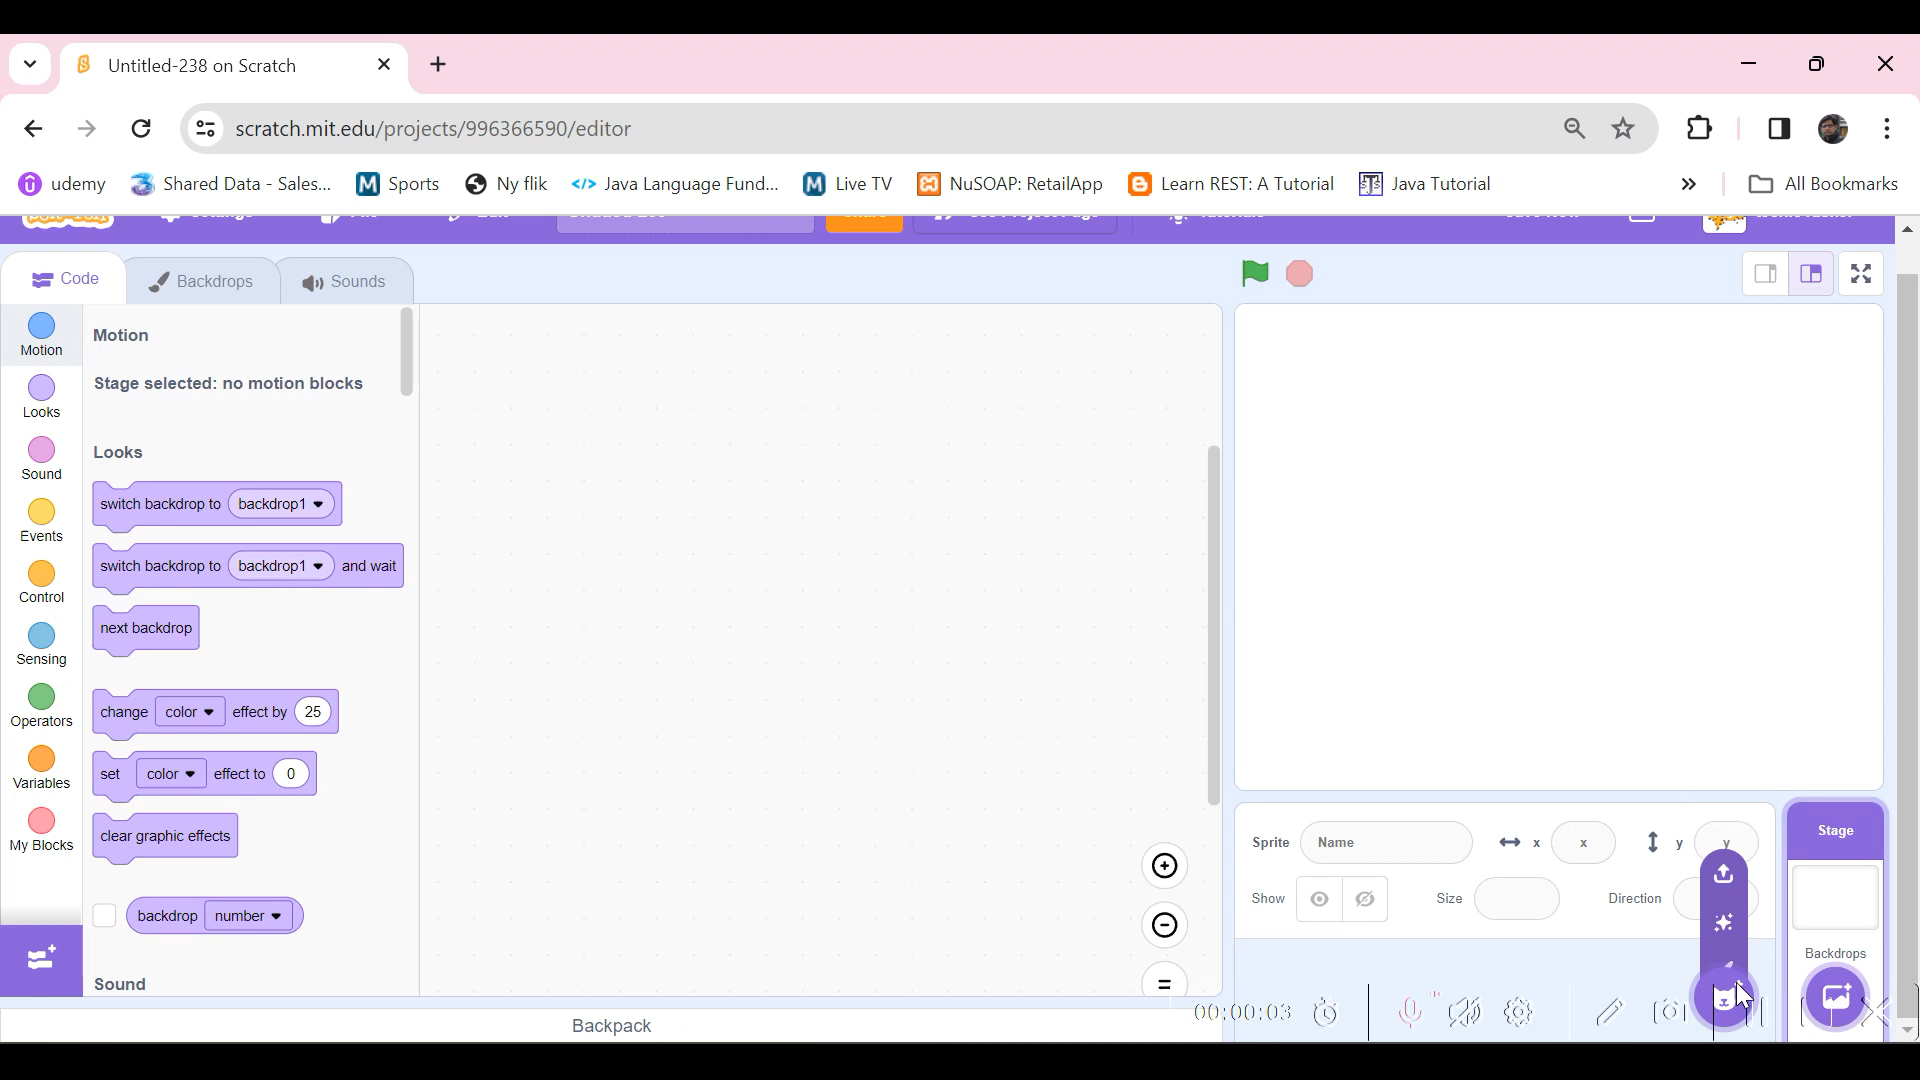 Untitled-238 on Scratch
scratch.mit.edu/projects/996366590/editor
udemy Shared Data - Sales... Sports Ny flik Java Language Fund... Live TV NuSOAP: RetailApp Learn REST: A Tutorial Java Tutorial » All Bookmarks
Code Backdrops Sounds
Motion
Looks
Sound
Events
Control
Sensing
Operators
Variables
My Blocks
Motion
Stage selected: no motion blocks
Looks
switch backdrop to backdrop1
switch backdrop to backdrop1 and wait
next backdrop
change color effect by 25
set color effect to 0
clear graphic effects
backdrop number
Sound
Backpack
Sprite Name x x y y
Show Size Direction
Stage
Backdrops
00:00:03